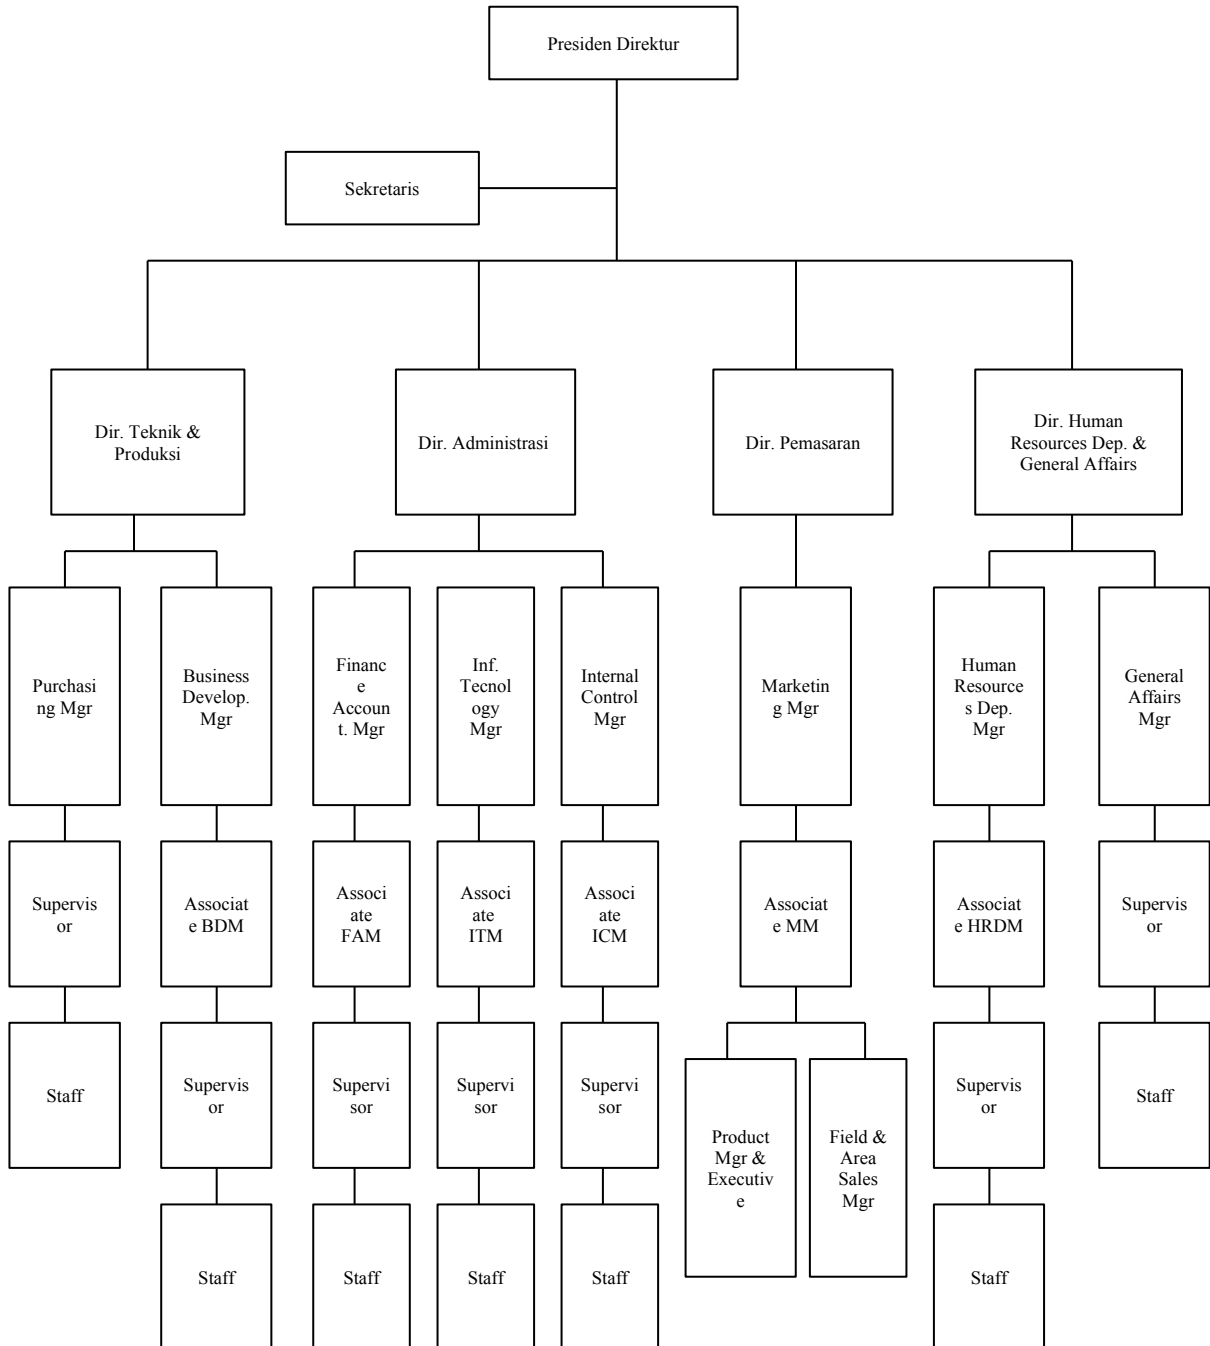 Presiden Direktur
Sekretaris
Dir. Teknik &
Produksi
Dir. Administrasi
Dir. Pemasaran
Dir. Human
Resources Dep. &
General Affairs
Purchasi
ng Mgr
Business
Develop.
Mgr
Financ
e
Accoun
t. Mgr
Inf.
Tecnol
ogy
Mgr
Internal
Control
Mgr
Marketin
g Mgr
Human
Resource
s Dep.
Mgr
General
Affairs
Mgr
Supervis
or
Associat
e BDM
Associ
ate
FAM
Associ
ate
ITM
Associ
ate
ICM
Associat
e MM
Associat
e HRDM
Supervis
or
Staff
Supervis
or
Supervi
sor
Supervi
sor
Supervi
sor
Product
Mgr &
Executiv
e
Field &
Area
Sales
Mgr
Supervis
or
Staff
Staff
Staff
Staff
Staff
Staff